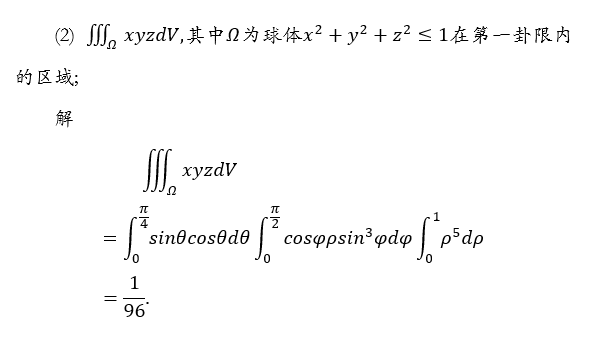 (2) ∭_Ω xyzdV,其中Ω为球体x² + y² + z² ≤ 1在第一卦限内
的区域;
解
∭_Ω xyzdV
= ∫_0^{π/4} sinθcosθdθ ∫_0^{π/2} cosφρsin³φdφ ∫_0^1 ρ⁵dρ
= 1/96.